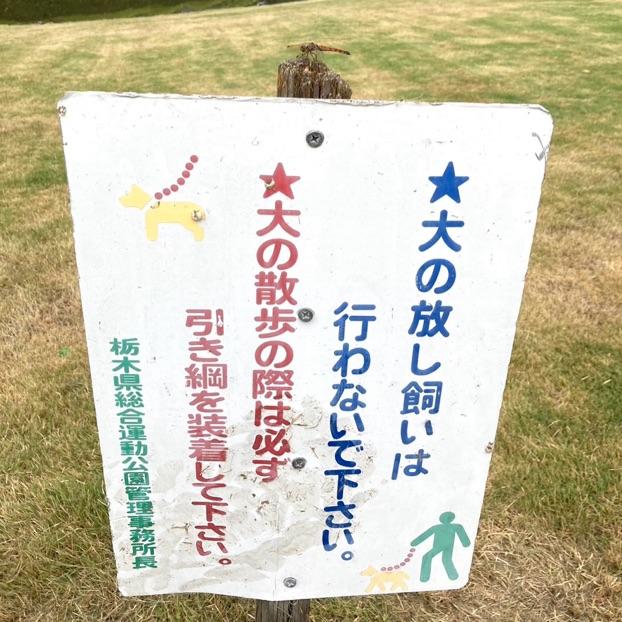 ★犬の放し飼いは
行わないで下さい。
★犬の散歩の際は必ず
引き綱を装着して下さい。
栃木県総合運動公園管理事務所長